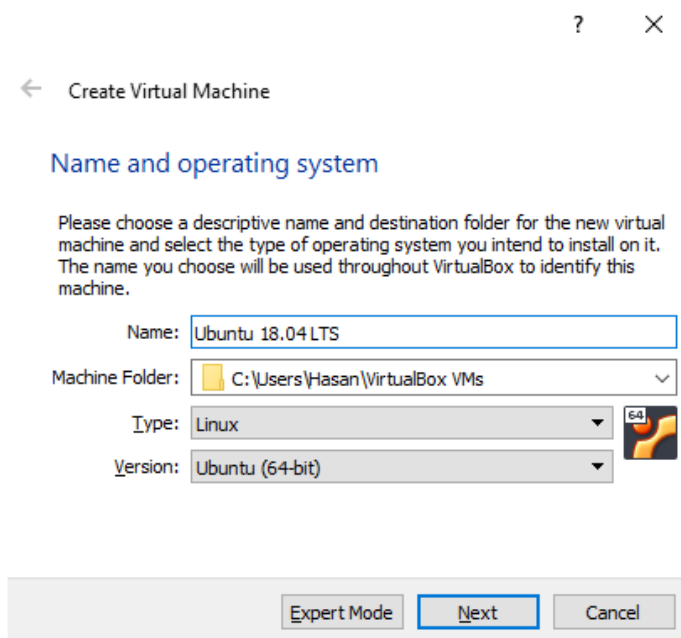 ?
Create Virtual Machine
Name and operating system
Please choose a descriptive name and destination folder for the new virtual
machine and select the type of operating system you intend to install on it.
The name you choose will be used throughout VirtualBox to identify this
machine.
Name: Ubuntu 18.04 LTS
Machine Folder: C:\Users\Hasan\VirtualBox VMs
Type: Linux
64
Version: Ubuntu (64-bit)
Expert Mode Next Cancel